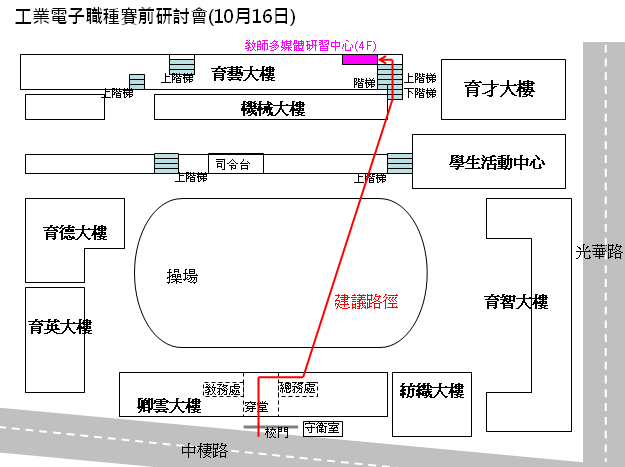 工業電子職種賽前研討會(10月16日)
教師多媒體研習中心(4F)
上階梯
育藝大樓
階梯
上階梯
下階梯
上階梯
機械大樓
育才大樓
司令台
上階梯
上階梯
學生活動中心
育德大樓
操場
建議路徑
育智大樓
光華路
育英大樓
教務處
總務處
卿雲大樓
穿堂
紡織大樓
校門
守衛室
中棲路